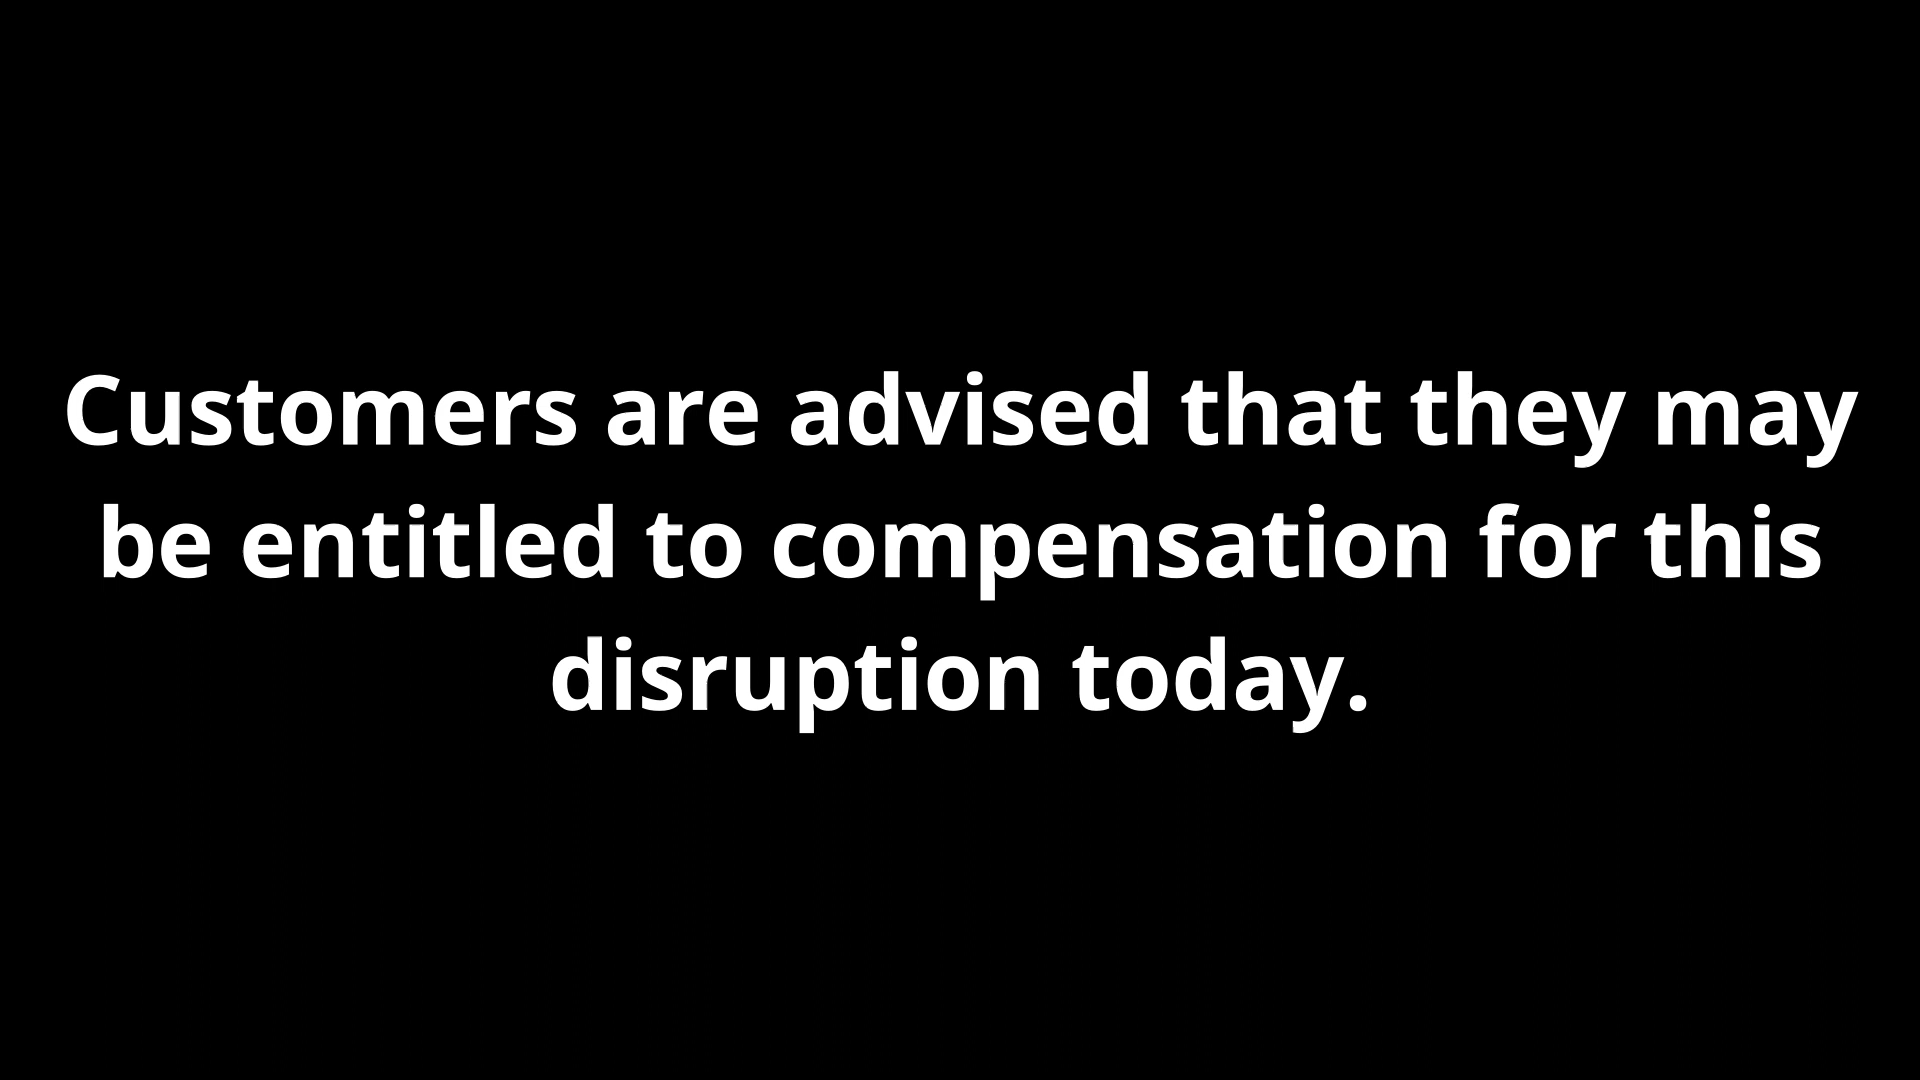 Customers are advised that they may
be entitled to compensation for this
disruption today.